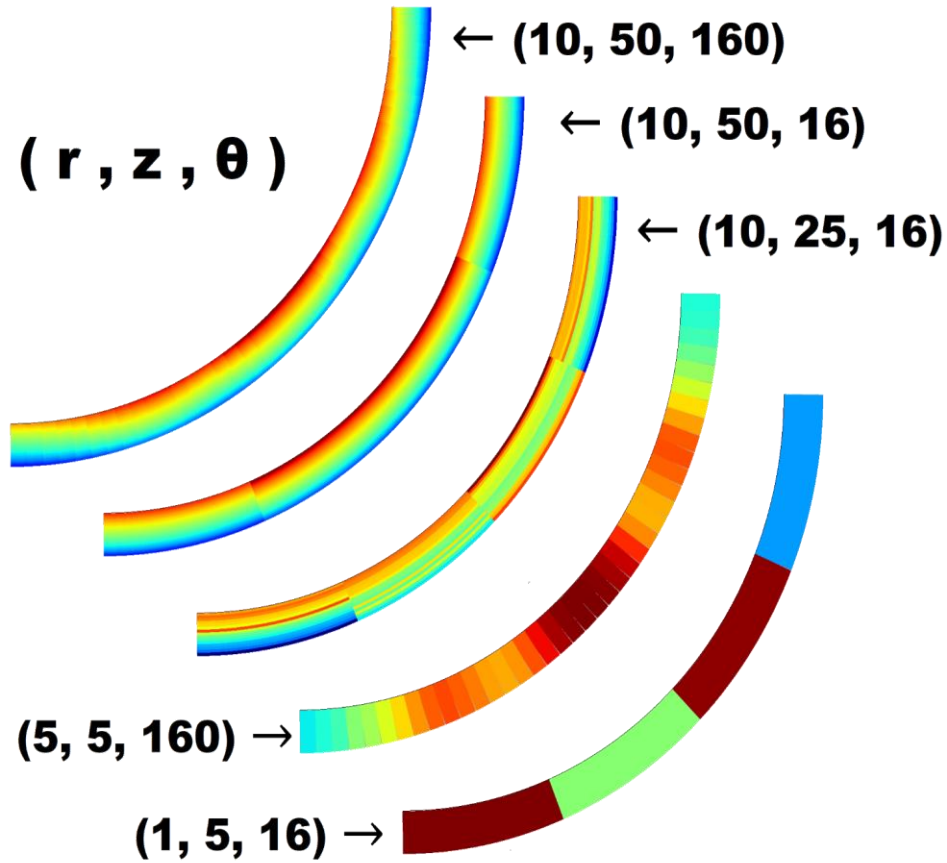 ← (10, 50, 160)
← (10, 50, 16)
( r , z , θ )
← (10, 25, 16)
(5, 5, 160) →
(1, 5, 16) →